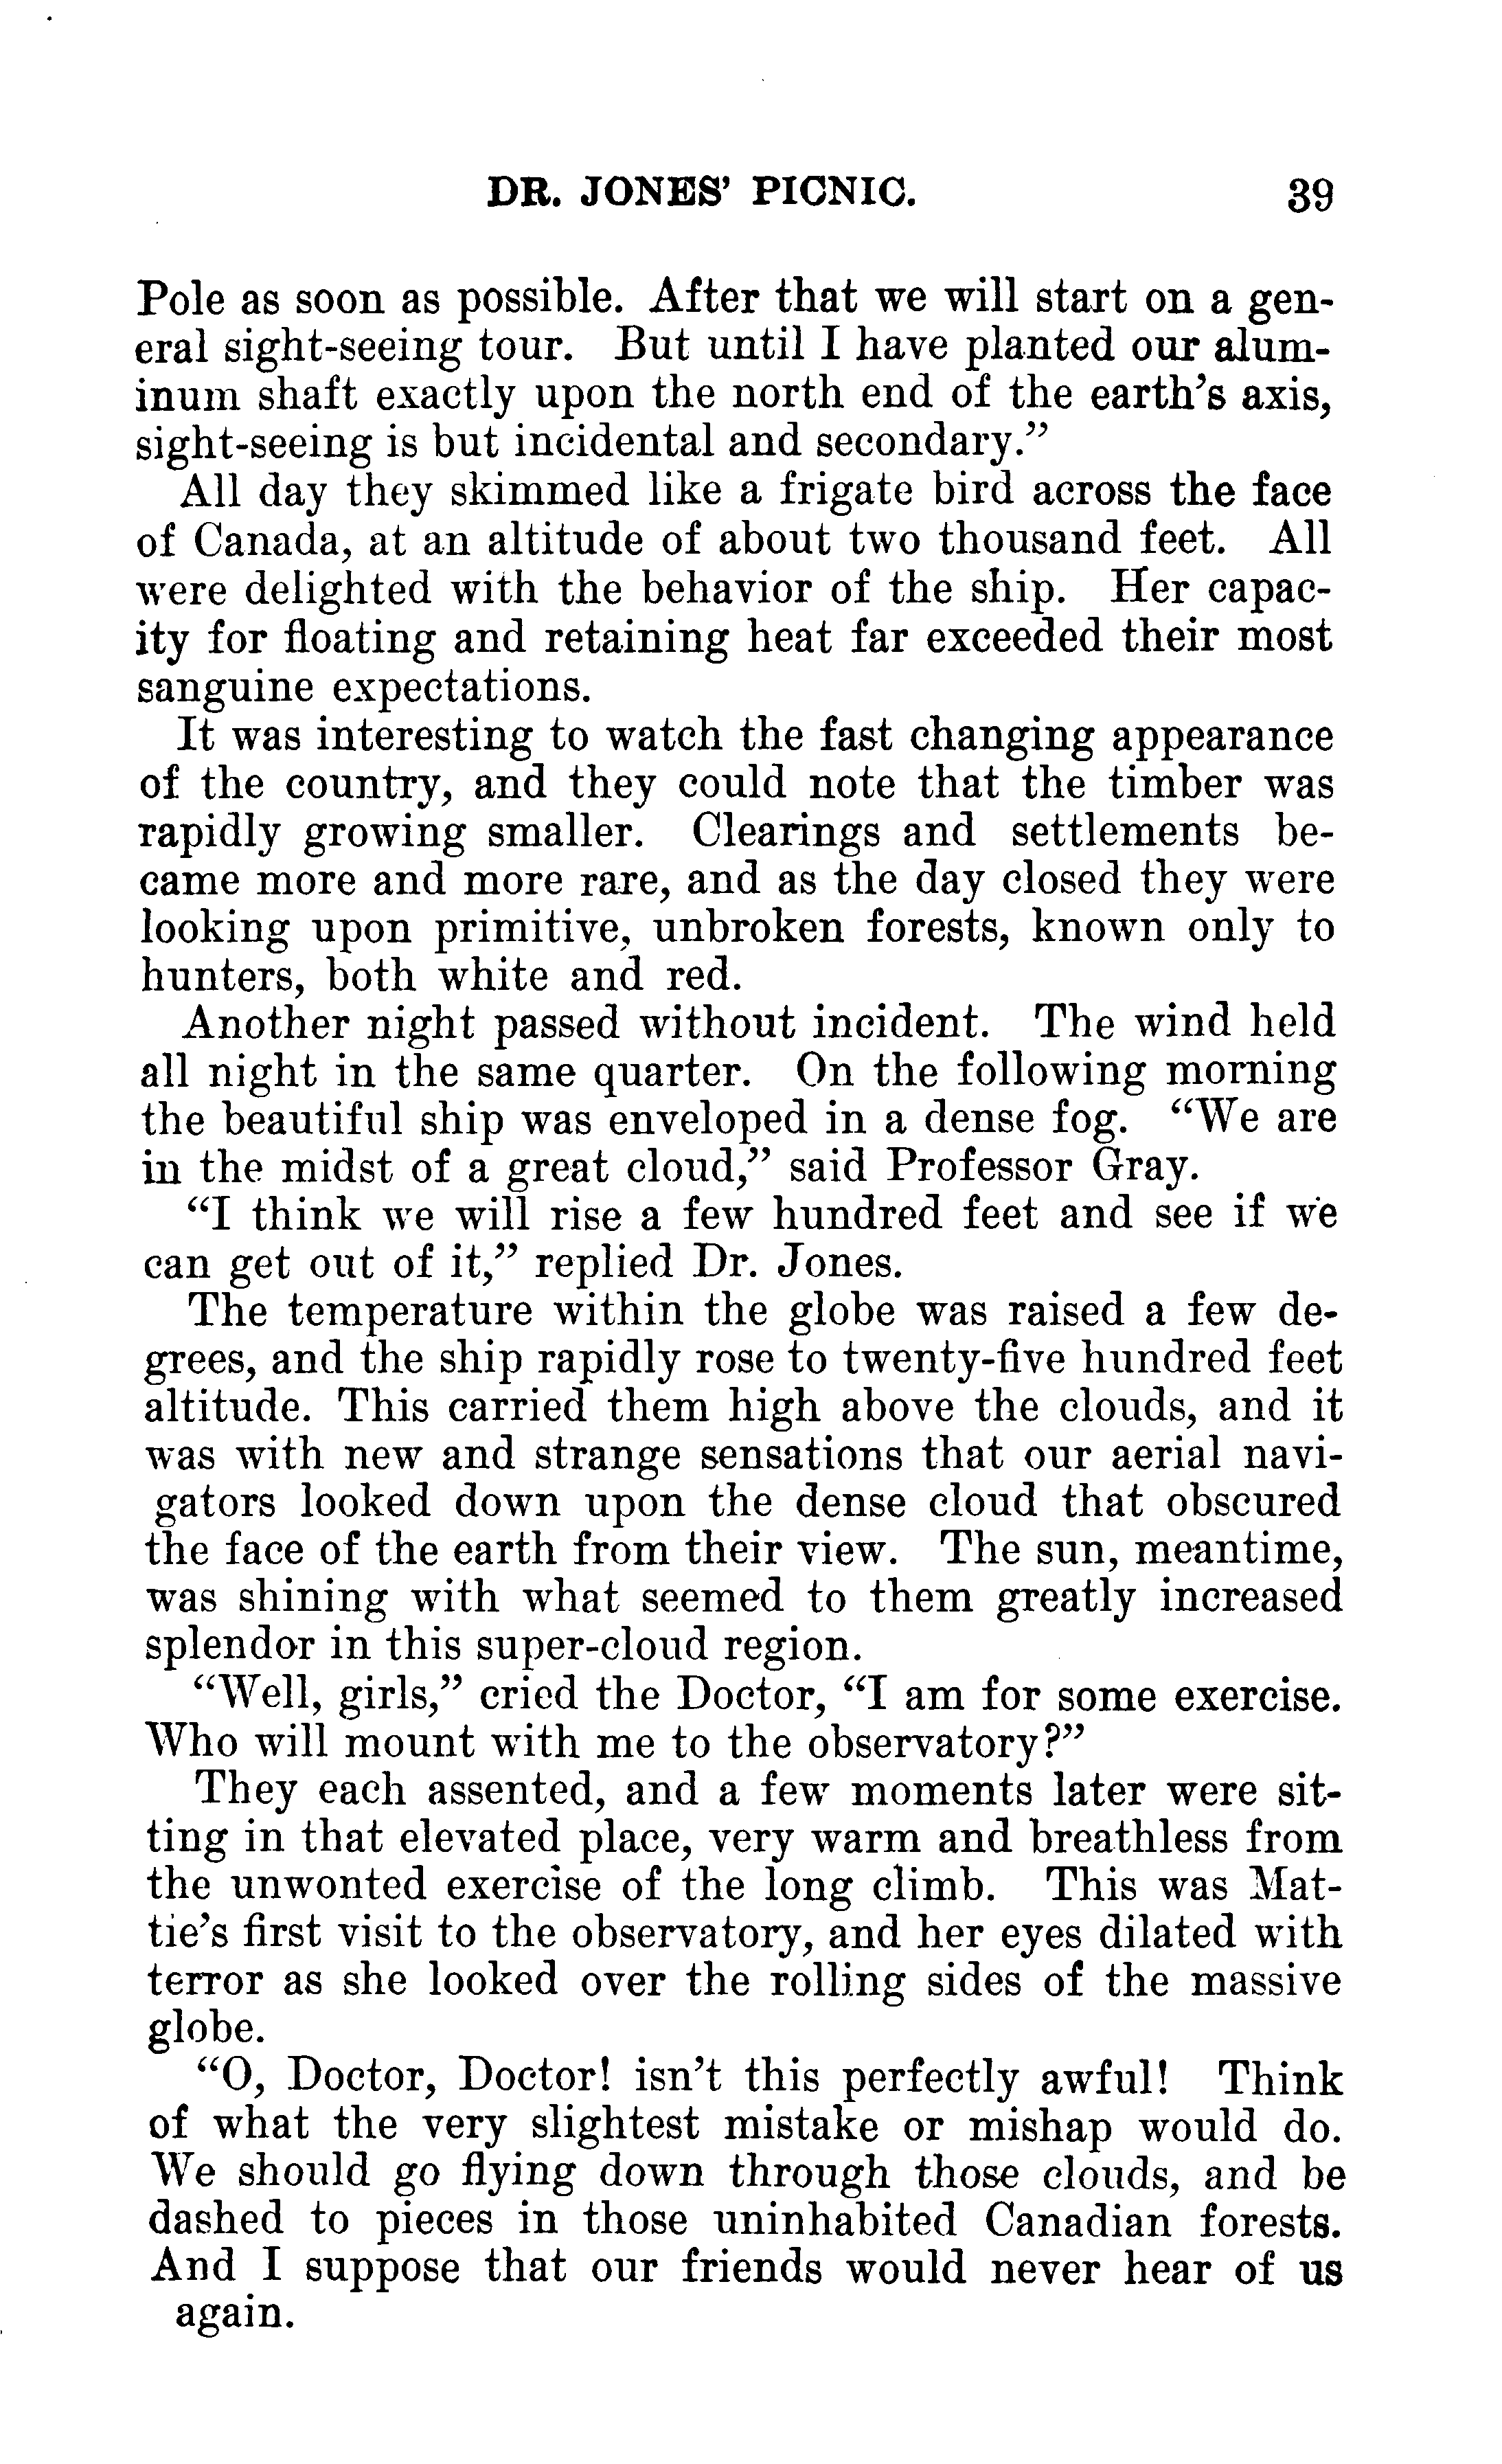 DR. JONES' PICNIC. 39
Pole as soon as possible. After that we will start on a gen-
eral sight-seeing tour. But until I have planted our alum-
inum shaft exactly upon the north end of the earth's axis,
sight-seeing is but incidental and secondary."
All day they skimmed like a frigate bird across the face
of Canada, at an altitude of about two thousand feet. All
were delighted with the behavior of the ship. Her capac-
ity for floating and retaining heat far exceeded their most
sanguine expectations.
It was interesting to watch the fast changing appearance
of the country, and they could note that the timber was
rapidly growing smaller. Clearings and settlements be-
came more and more rare, and as the day closed they were
looking upon primitive, unbroken forests, known only to
hunters, both white and red.
Another night passed without incident. The wind held
all night in the same quarter. On the following morning
the beautiful ship was enveloped in a dense fog. "We are
in the midst of a great cloud," said Professor Gray.
"I think we will rise a few hundred feet and see if we
can get out of it," replied Dr. Jones.
The temperature within the globe was raised a few de-
grees, and the ship rapidly rose to twenty-five hundred feet
altitude. This carried them high above the clouds, and it
was with new and strange sensations that our aerial navi-
gators looked down upon the dense cloud that obscured
the face of the earth from their view. The sun, meantime,
was shining with what seemed to them greatly increased
splendor in this super-cloud region.
"Well, girls," cried the Doctor, "I am for some exercise.
Who will mount with me to the observatory?"
They each assented, and a few moments later were sit-
ting in that elevated place, very warm and breathless from
the unwonted exercise of the long climb. This was Mat-
tie's first visit to the observatory, and her eyes dilated with
terror as she looked over the rolling sides of the massive
globe.
"O, Doctor, Doctor! isn't this perfectly awful! Think
of what the very slightest mistake or mishap would do.
We should go flying down through those clouds, and be
dashed to pieces in those uninhabited Canadian forests.
And I suppose that our friends would never hear of us
again.